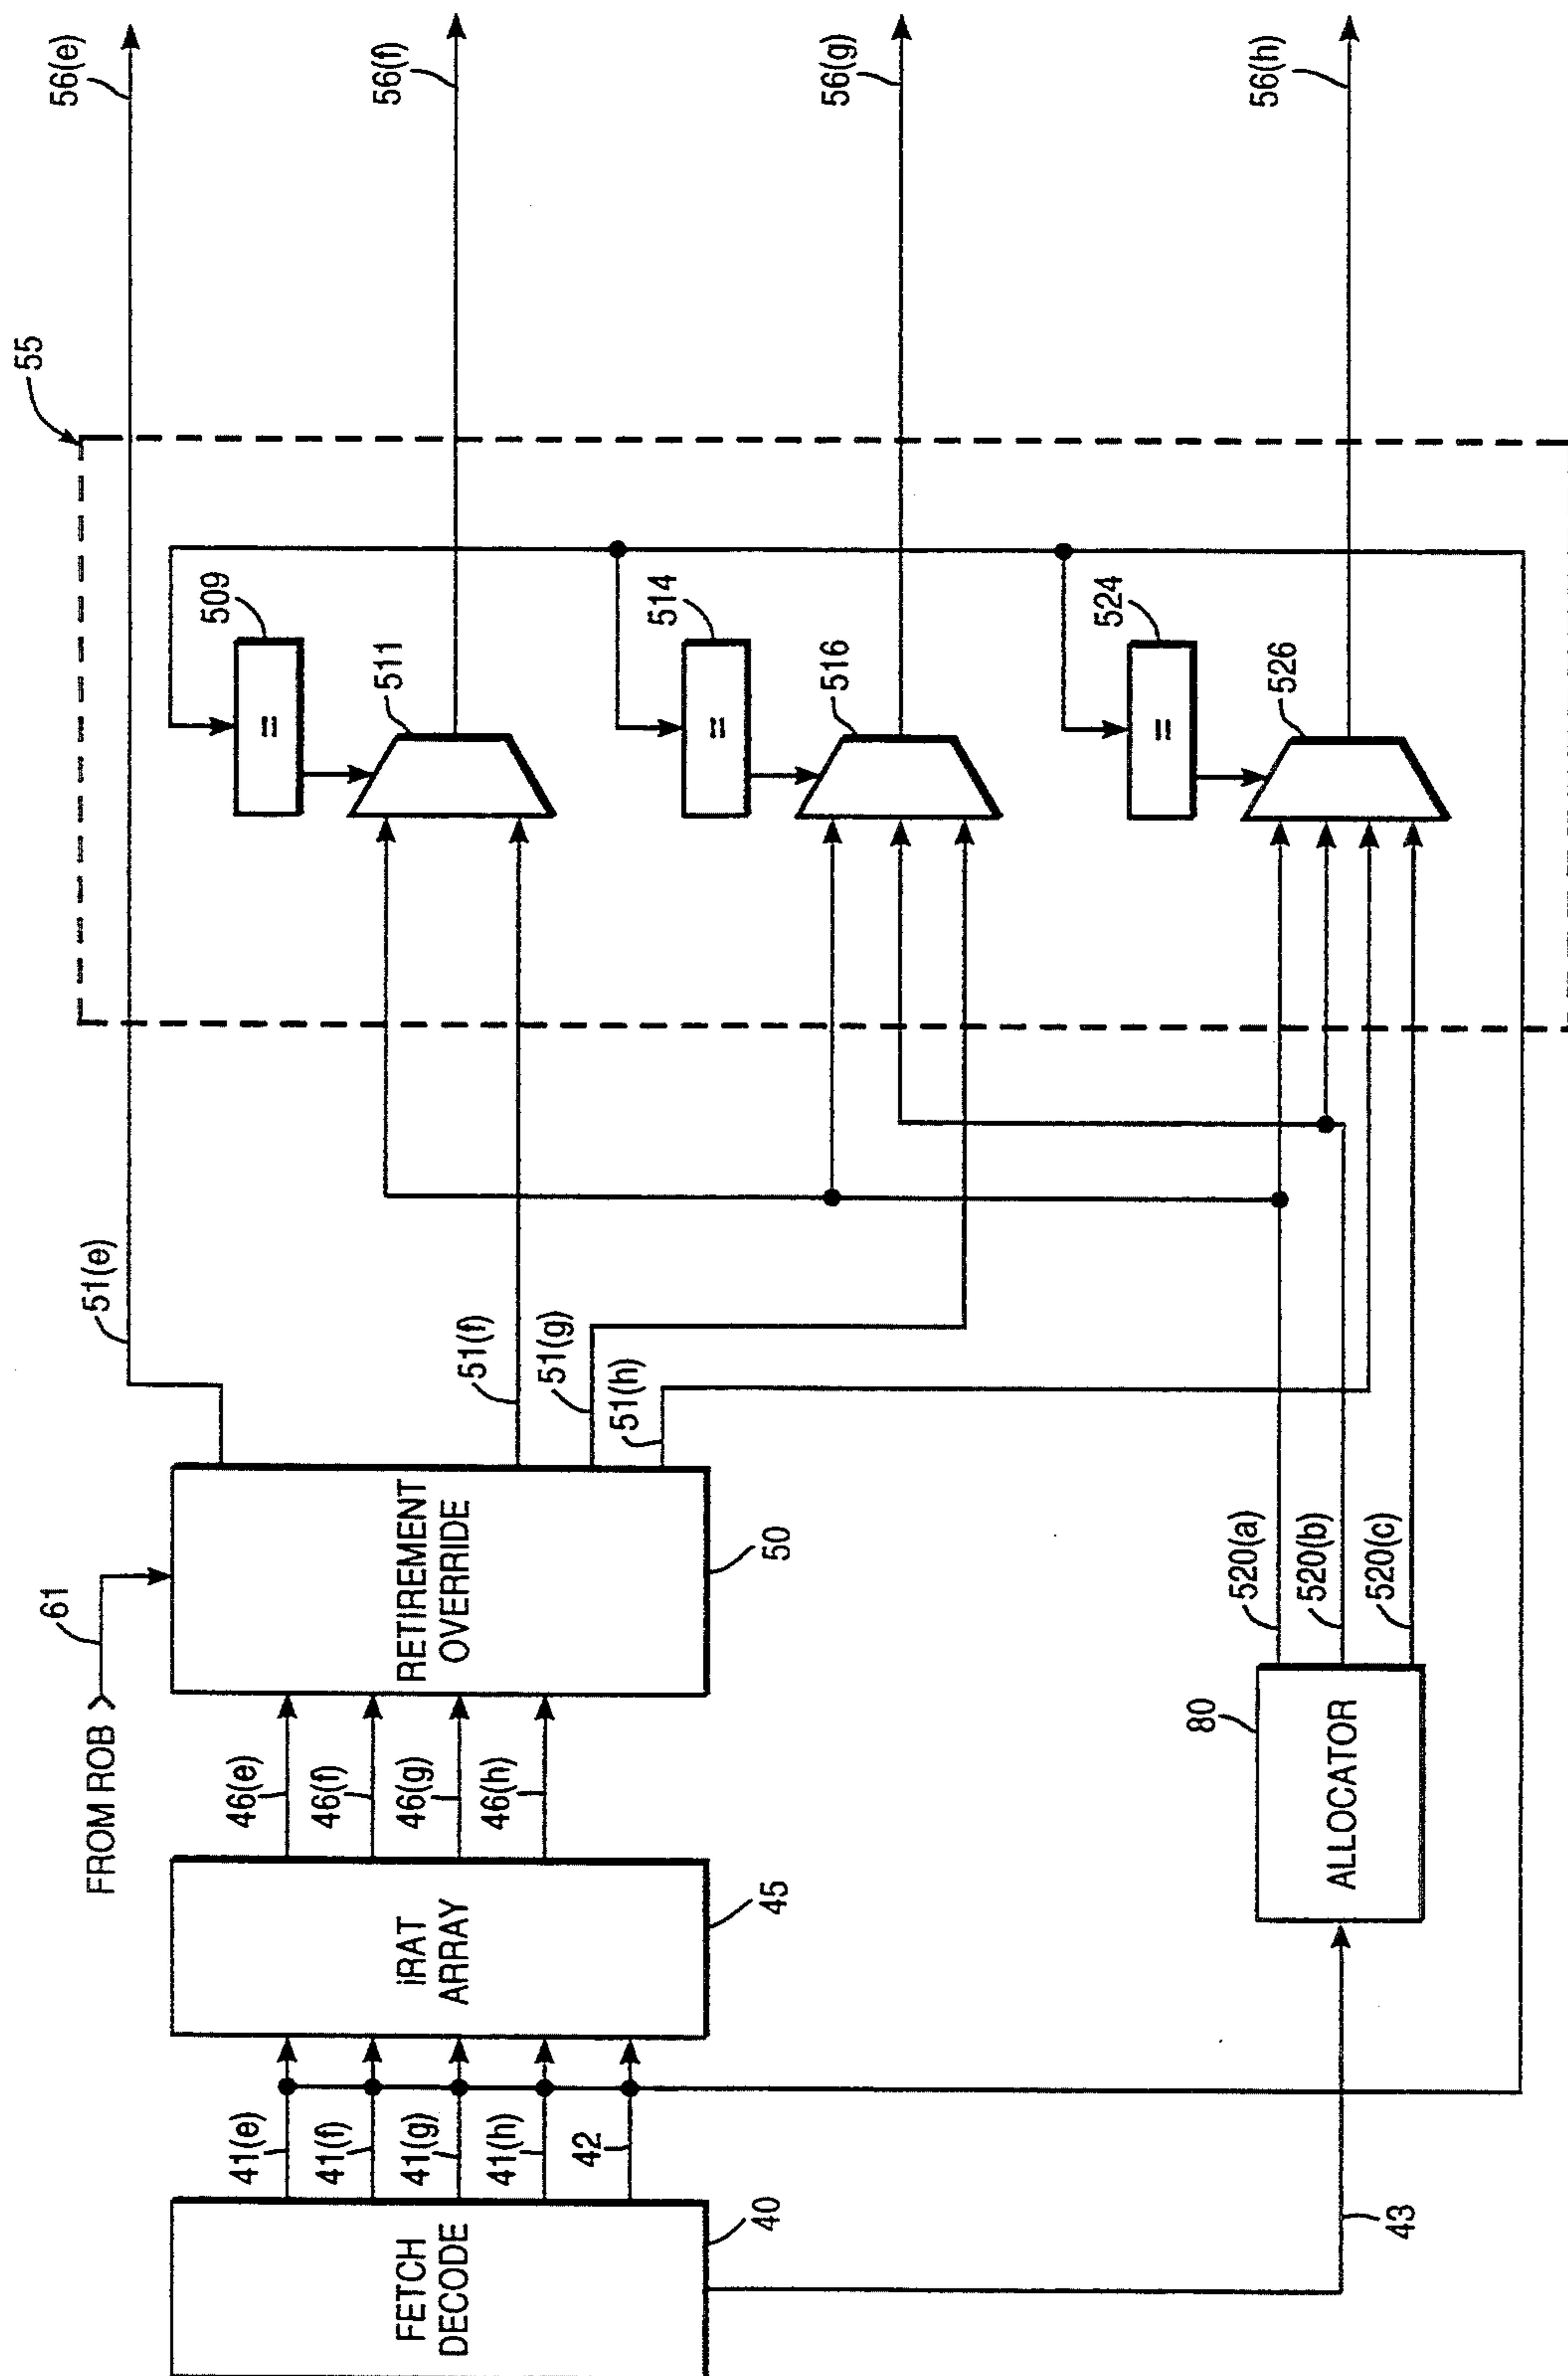 56(e)
56(f)
56(g)
56(h)
55
509
=
511
514
=
516
524
=
526
51(e)
51(f)
51(g)
51(h)
61
FROM ROB
RETIREMENT
OVERRIDE
50
520(a)
520(b)
520(c)
46(e)
46(f)
46(g)
46(h)
iRAT
ARRAY
45
80
ALLOCATOR
41(e)
41(f)
41(g)
41(h)
42
FETCH
DECODE
40
43